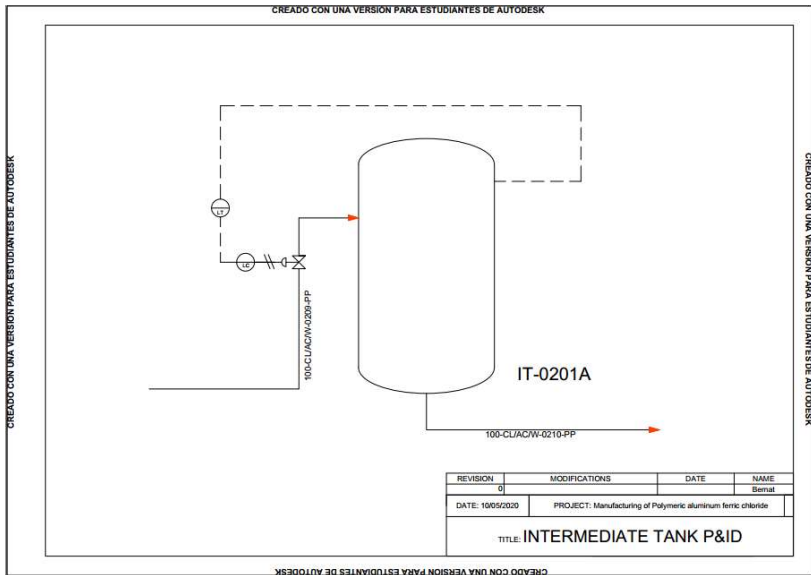 CREADO CON UNA VERSION PARA ESTUDIANTES DE AUTODESK
CREADO CON UNA VERSION PARA ESTUDIANTES DE AUTODESK
CREADO CON UNA VERSION PARA ESTUDIANTES DE AUTODESK
LT
LC
100-CL/AC/W-0209-PP
IT-0201A
100-CL/AC/W-0210-PP
REVISION MODIFICATIONS DATE NAME
0 Bernat
DATE: 10/05/2020 PROJECT: Manufacturing of Polymeric aluminum ferric chloride
TITLE: INTERMEDIATE TANK P&ID
CREADO CON UNA VERSION PARA ESTUDIANTES DE AUTODESK